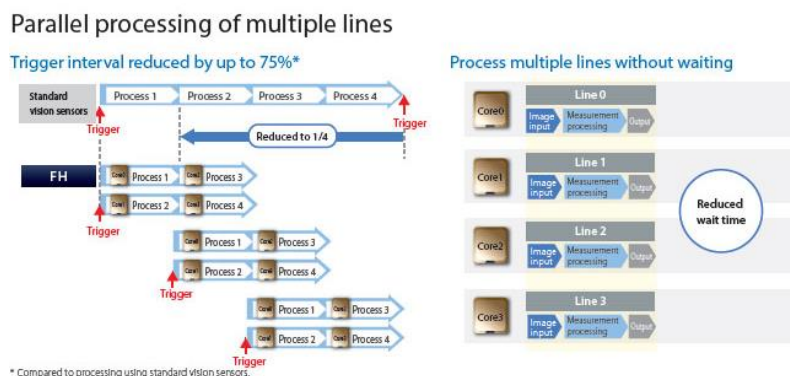 Parallel processing of multiple lines
Trigger interval reduced by up to 75%*
Standard vision sensors
Process 1
Process 2
Process 3
Process 4
Trigger
Trigger
Reduced to 1/4
FH
Core0
Process 1
Process 3
Core1
Process 2
Process 4
Trigger
Process 1
Process 3
Process 2
Process 4
Trigger
Process 1
Process 3
Process 2
Process 4
Trigger
* Compared to processing using standard vision sensors.
Process multiple lines without waiting
Core0
Line 0
Image input
Measurement processing
Output
Core1
Line 1
Image input
Measurement processing
Output
Core2
Line 2
Image input
Measurement processing
Output
Core3
Line 3
Image input
Measurement processing
Output
Reduced wait time